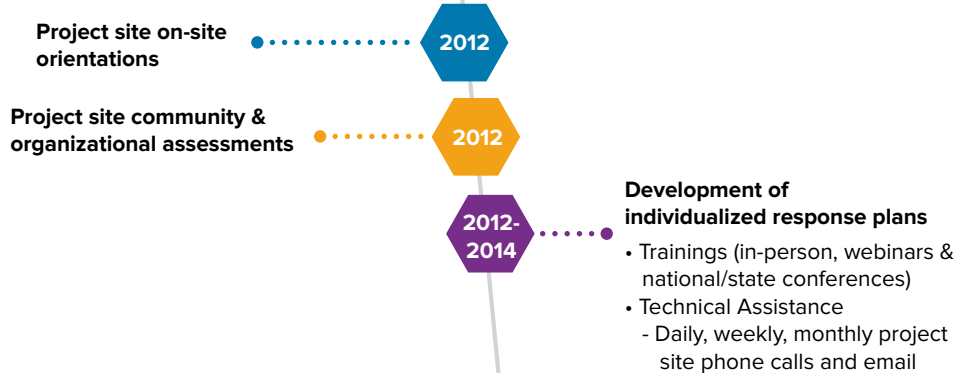 Project site on-site
orientations
2012
Project site community &
organizational assessments
2012
2012-
2014
Development of
individualized response plans
• Trainings (in-person, webinars &
national/state conferences)
• Technical Assistance
- Daily, weekly, monthly project
site phone calls and email